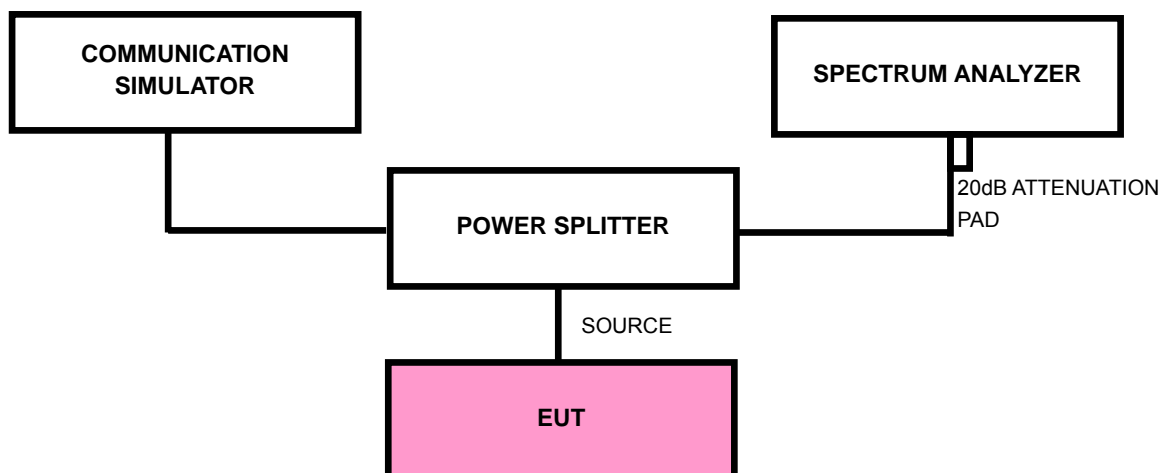 COMMUNICATION
SIMULATOR
SPECTRUM ANALYZER
20dB ATTENUATION
PAD
POWER SPLITTER
SOURCE
EUT